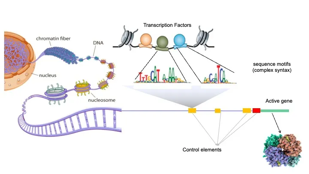 Transcription Factors
chromatin fiber
DNA
nucleus
nucleosome
sequence motifs
(complex syntax)
Active gene
Control elements